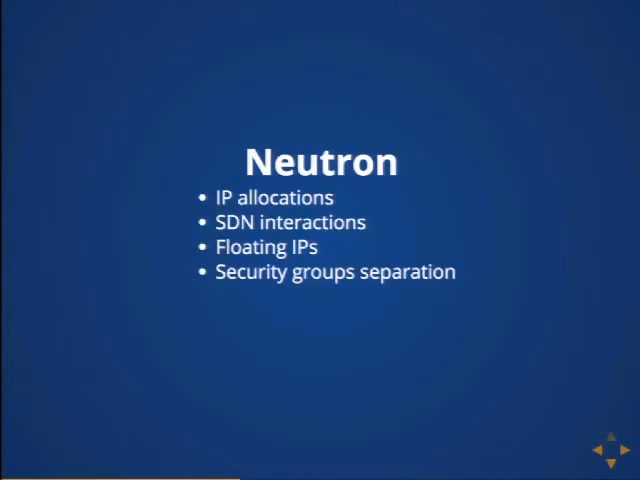 Neutron
• IP allocations
• SDN interactions
• Floating IPs
• Security groups separation